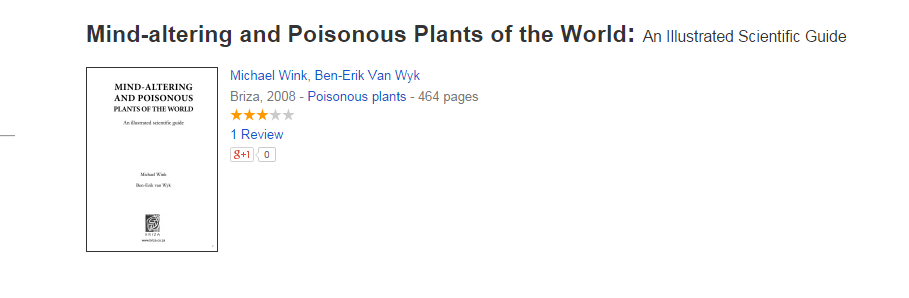 Mind-altering and Poisonous Plants of the World: An Illustrated Scientific Guide
MIND-ALTERING
AND POISONOUS
PLANTS OF THE WORLD
An illustrated scientific guide
Michael Wink
Ben-Erik van Wyk
BRIZA
www.briza.co.za
Michael Wink, Ben-Erik Van Wyk
Briza, 2008 - Poisonous plants - 464 pages
1 Review
g+1 0